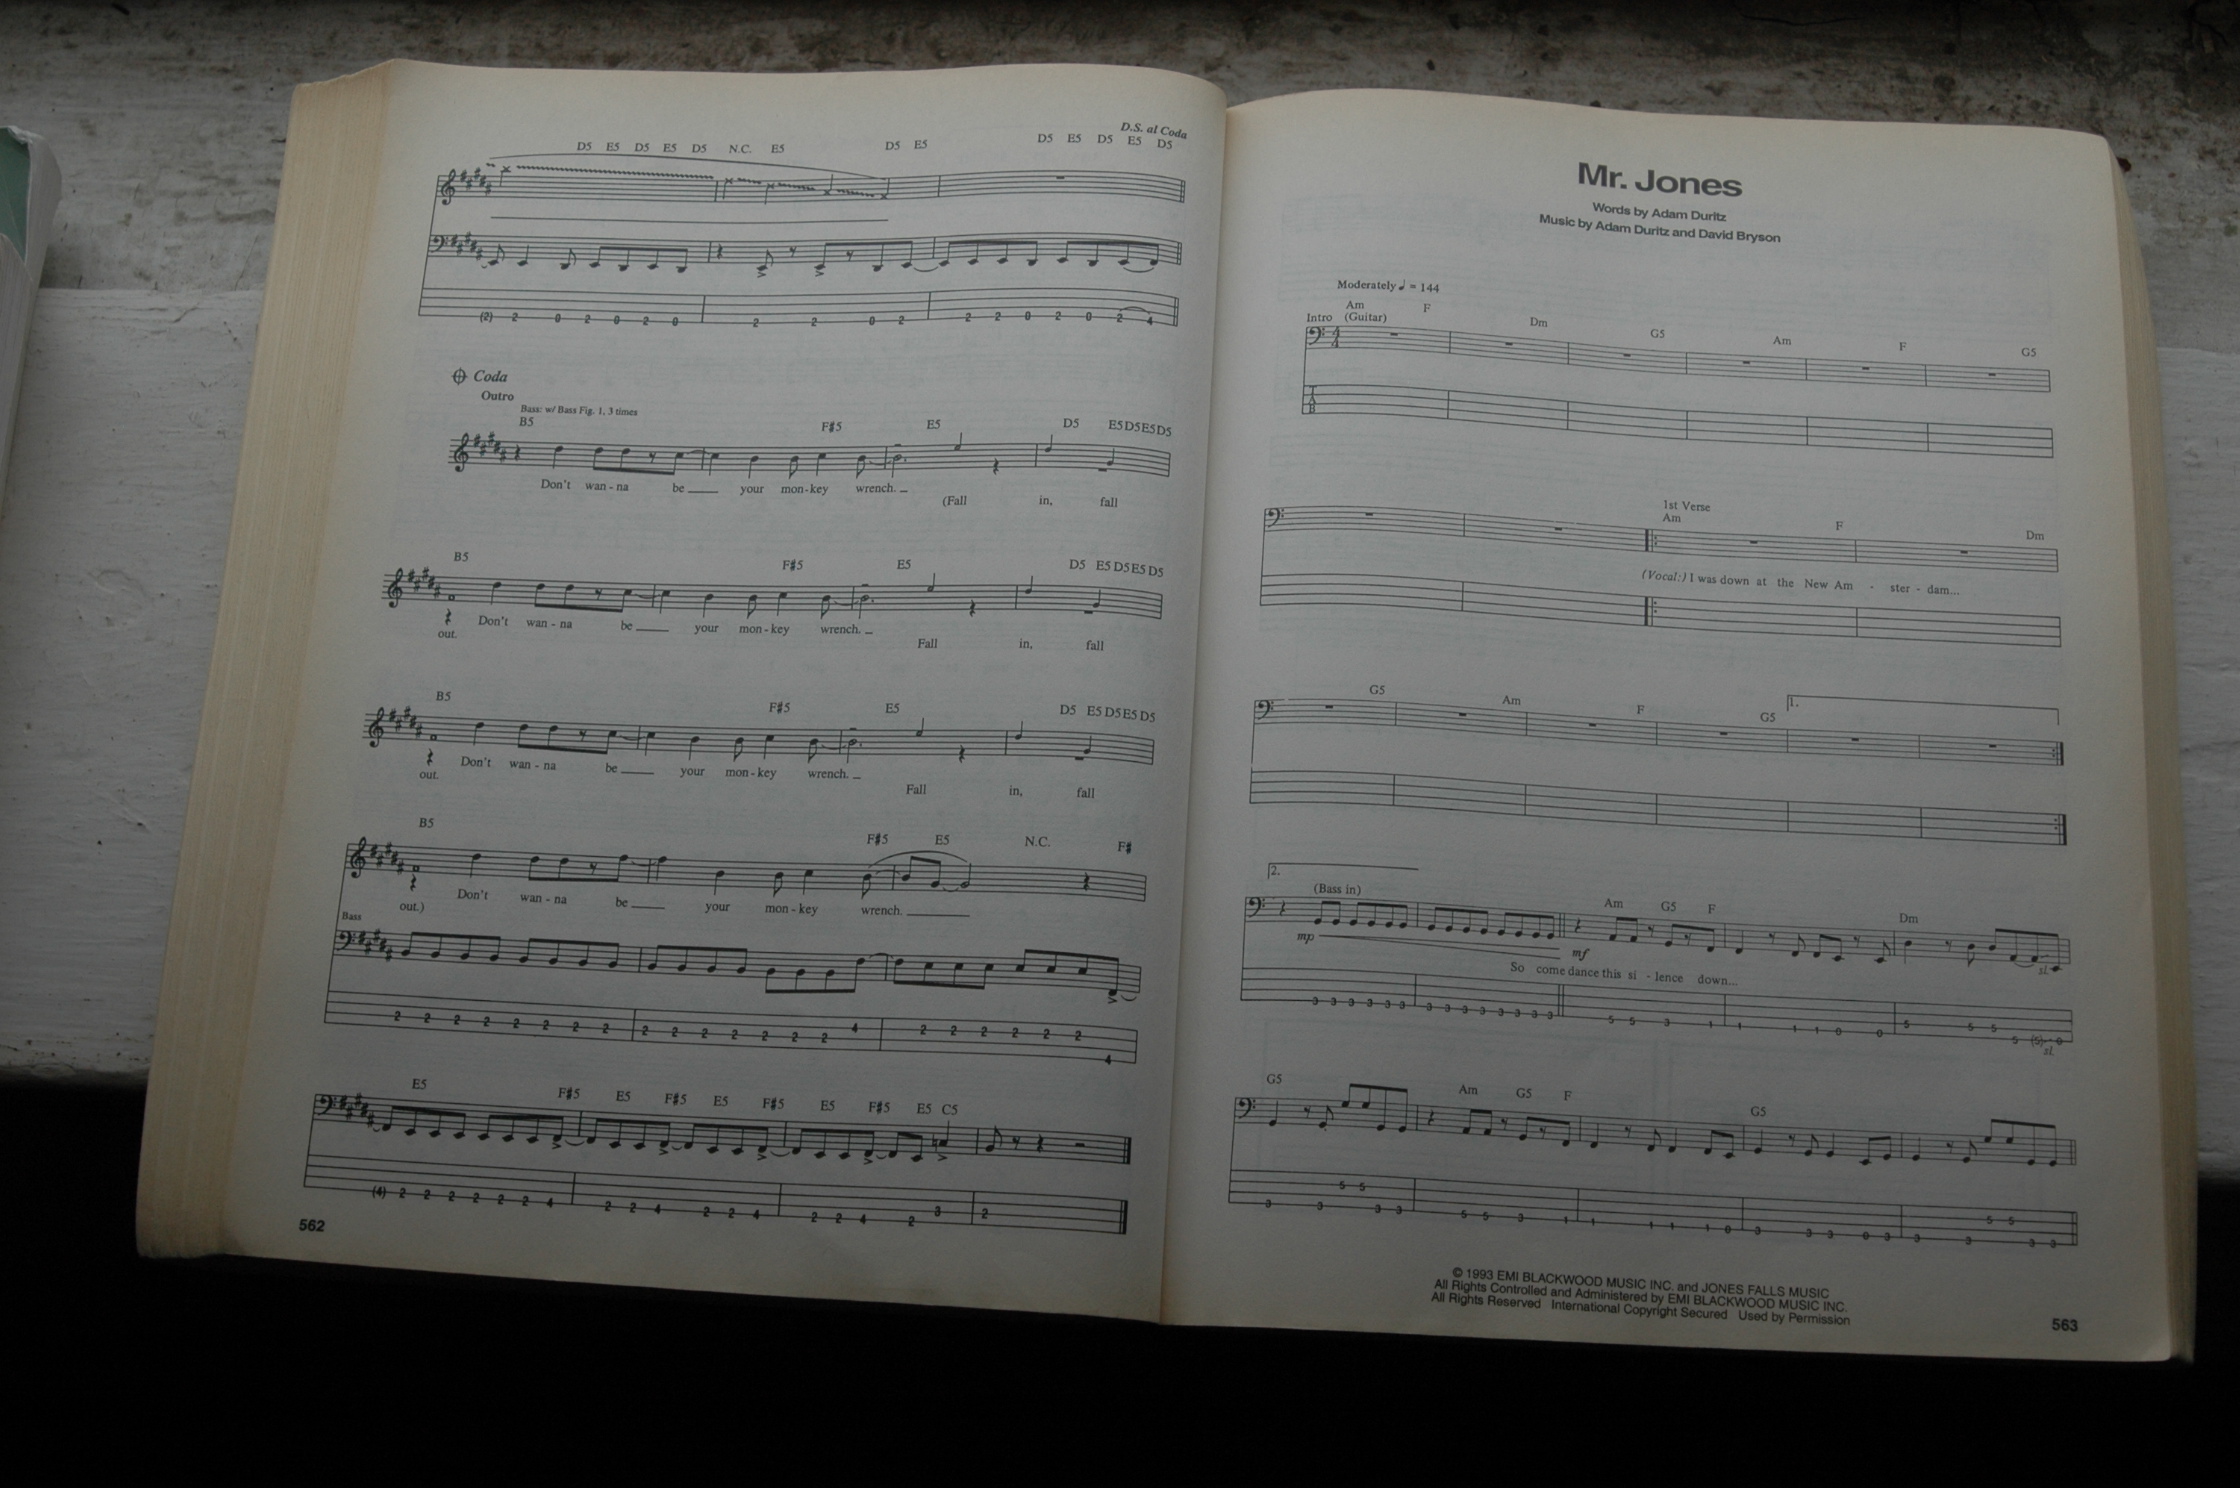 D.S. al Coda
D5 E5 D5 E5 D5 N.C. E5 D5 E5 D5 E5 D5 E5 D5
(2) 2 0 2 0 2 0 2 2 0 2 2 2 0 2 0 2 4
Coda
Outro
Bass: w/ Bass Fig. 1, 3 times
B5 F#5 E5 D5 E5 D5 E5 D5
Don't wan - na be your mon - key wrench.
(Fall in, fall
B5 F#5 E5 D5 E5 D5 E5 D5
Don't wan - na be your mon - key wrench.
out. Fall in, fall
B5 F#5 E5 D5 E5 D5 E5 D5
Don't wan - na be your mon - key wrench.
out. Fall in, fall
B5 F#5 E5 N.C. F#
Don't wan - na be your mon - key wrench.
out.)
Bass
2 2 2 2 2 2 2 2 2 2 2 2 2 2 2 4 2 2 2 2 2 2 4
E5 F#5 E5 F#5 E5 F#5 E5 F#5 E5 C5
(4) 2 2 2 2 2 2 4 2 2 4 2 2 4 2 2 4 2 3 2
562
Mr. Jones
Words by Adam Duritz
Music by Adam Duritz and David Bryson
Moderately ♩ = 144
Am F Dm G5 Am F G5
Intro (Guitar)
4
4
T
A
B
1st Verse
Am F Dm
(Vocal:) I was down at the New Am - ster - dam...
G5 Am F G5 1.
2.
(Bass in)
Am G5 F Dm
mp mf sl.
So come dance this si - lence down...
3 3 3 3 3 3 3 3 3 3 3 3 3 3 5 5 3 1 1 1 1 0 0 5 5 5 5 (5) 0
sl.
G5 Am G5 F G5
3 3 5 5 3 3 5 5 3 1 1 1 1 1 0 3 3 3 0 3 3 3 5 5 3 3
© 1993 EMI BLACKWOOD MUSIC INC. and JONES FALLS MUSIC
All Rights Controlled and Administered by EMI BLACKWOOD MUSIC INC.
All Rights Reserved International Copyright Secured Used by Permission
563